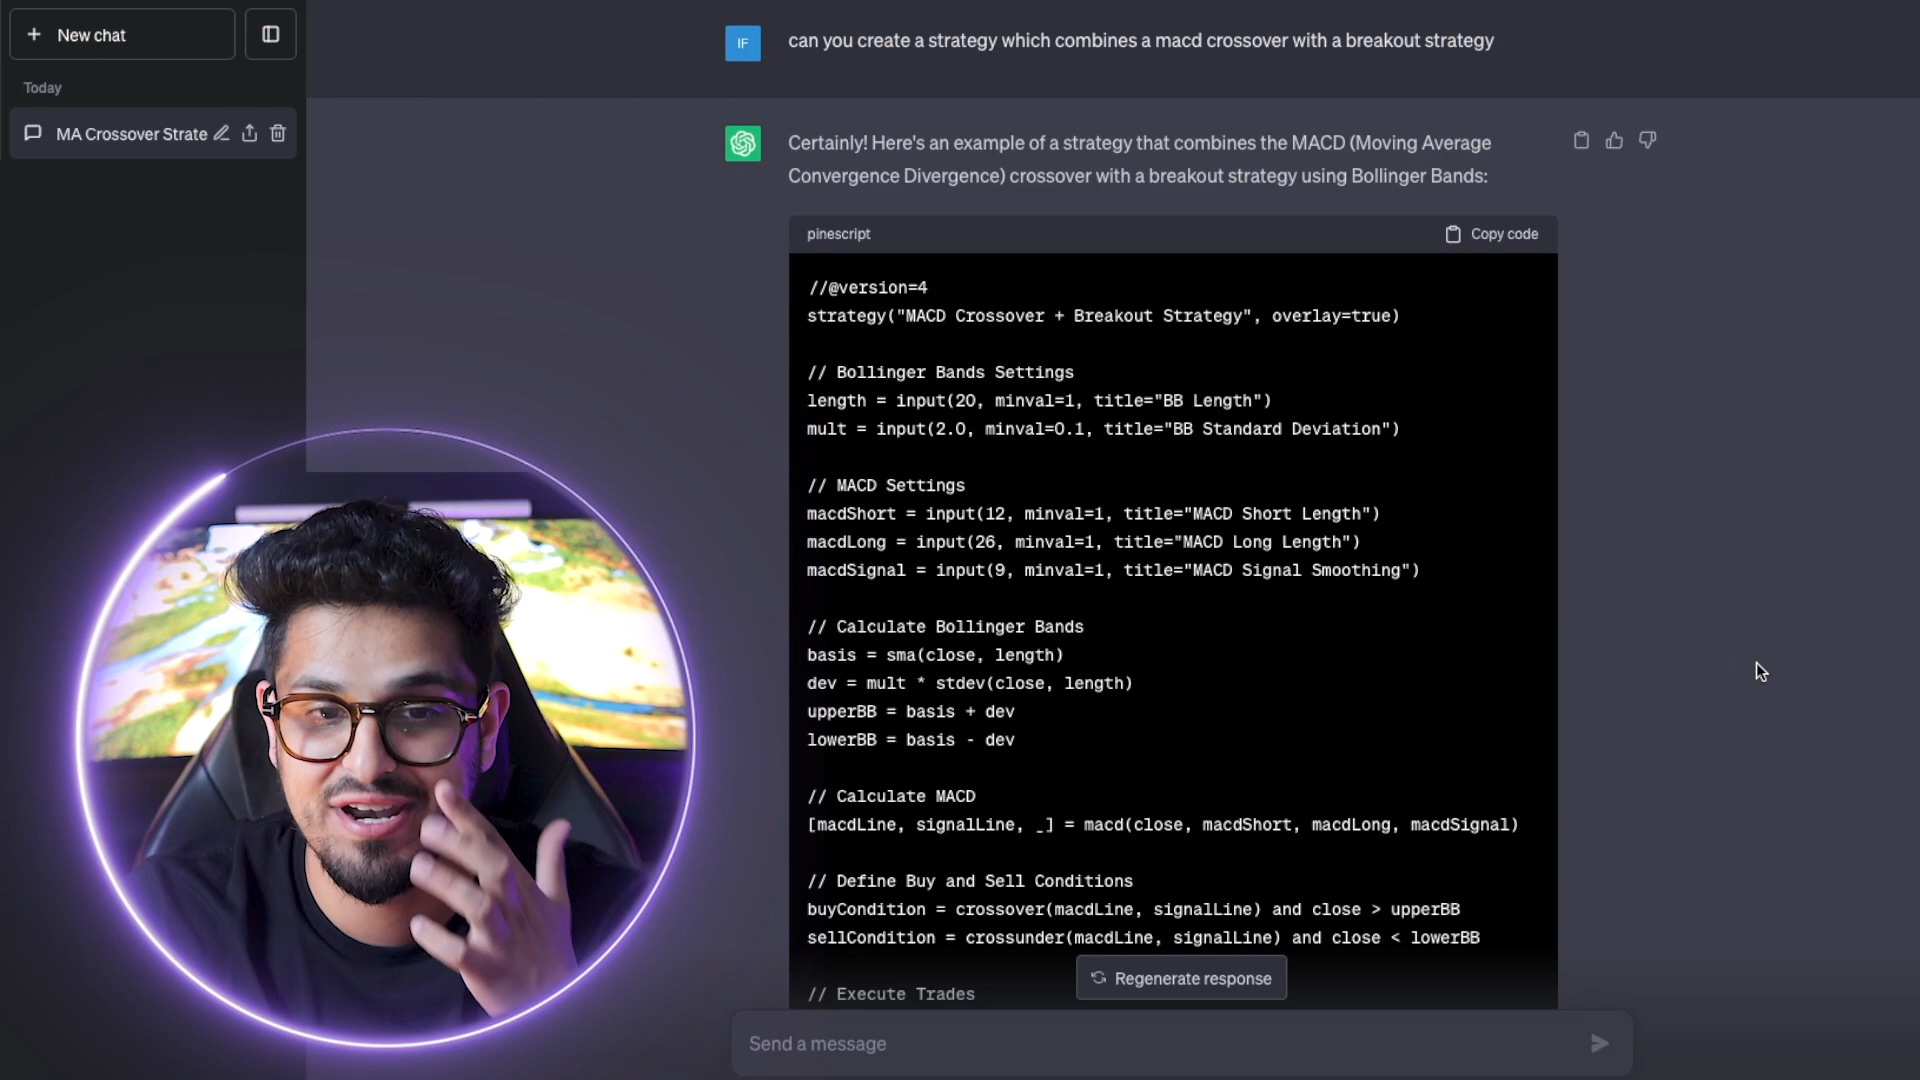 New chat
Today
MA Crossover Strate
IF
can you create a strategy which combines a macd crossover with a breakout strategy
Certainly! Here's an example of a strategy that combines the MACD (Moving Average
Convergence Divergence) crossover with a breakout strategy using Bollinger Bands:
pinescript
Copy code
//@version=4
strategy("MACD Crossover + Breakout Strategy", overlay=true)
// Bollinger Bands Settings
length = input(20, minval=1, title="BB Length")
mult = input(2.0, minval=0.1, title="BB Standard Deviation")
// MACD Settings
macdShort = input(12, minval=1, title="MACD Short Length")
macdLong = input(26, minval=1, title="MACD Long Length")
macdSignal = input(9, minval=1, title="MACD Signal Smoothing")
// Calculate Bollinger Bands
basis = sma(close, length)
dev = mult * stdev(close, length)
upperBB = basis + dev
lowerBB = basis - dev
// Calculate MACD
[macdLine, signalLine, _] = macd(close, macdShort, macdLong, macdSignal)
// Define Buy and Sell Conditions
buyCondition = crossover(macdLine, signalLine) and close > upperBB
sellCondition = crossunder(macdLine, signalLine) and close < lowerBB
// Execute Trades
Regenerate response
Send a message